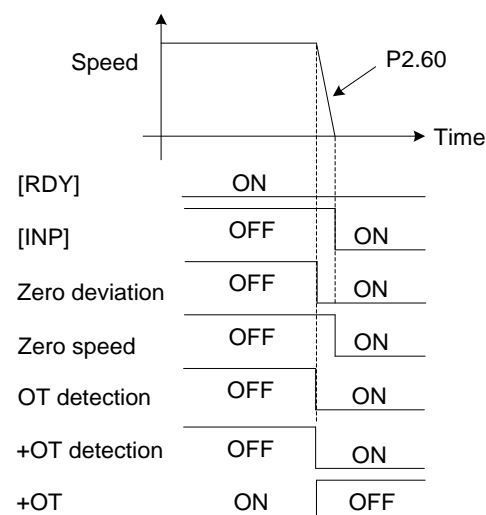 Speed
P2.60
Time
[RDY] ON
[INP] OFF ON
Zero deviation OFF ON
Zero speed OFF ON
OT detection OFF ON
+OT detection OFF ON
+OT ON OFF